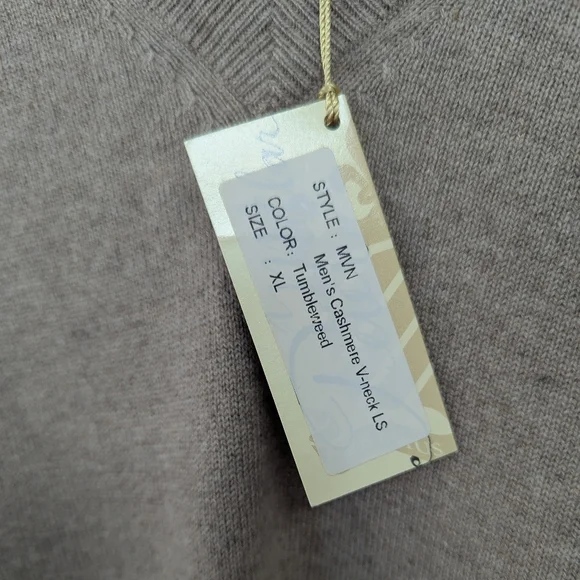 STYLE : MVN
Men's Cashmere V-neck LS
COLOR: Tumbleweed
SIZE : XL